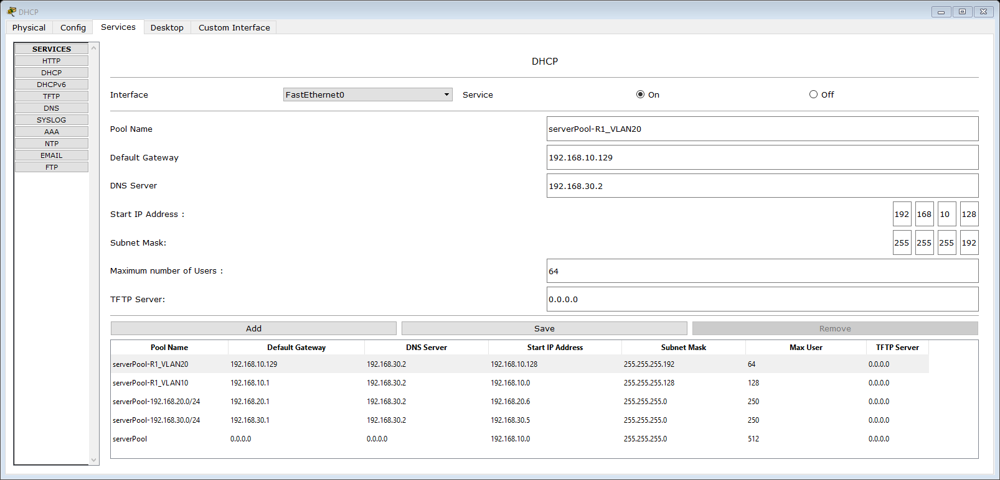 DHCP
Physical Config Services Desktop Custom Interface
SERVICES
HTTP
DHCP
DHCPv6
TFTP
DNS
SYSLOG
AAA
NTP
EMAIL
FTP
DHCP
Interface FastEthernet0 Service On Off
Pool Name serverPool-R1_VLAN20
Default Gateway 192.168.10.129
DNS Server 192.168.30.2
Start IP Address : 192 168 10 128
Subnet Mask: 255 255 255 192
Maximum number of Users : 64
TFTP Server: 0.0.0.0
Add Save Remove
Pool Name Default Gateway DNS Server Start IP Address Subnet Mask Max User TFTP Server
serverPool-R1_VLAN20 192.168.10.129 192.168.30.2 192.168.10.128 255.255.255.192 64 0.0.0.0
serverPool-R1_VLAN10 192.168.10.1 192.168.30.2 192.168.10.0 255.255.255.128 128 0.0.0.0
serverPool-192.168.20.0/24 192.168.20.1 192.168.30.2 192.168.20.6 255.255.255.0 250 0.0.0.0
serverPool-192.168.30.0/24 192.168.30.1 192.168.30.2 192.168.30.5 255.255.255.0 250 0.0.0.0
serverPool 0.0.0.0 0.0.0.0 192.168.10.0 255.255.255.0 512 0.0.0.0